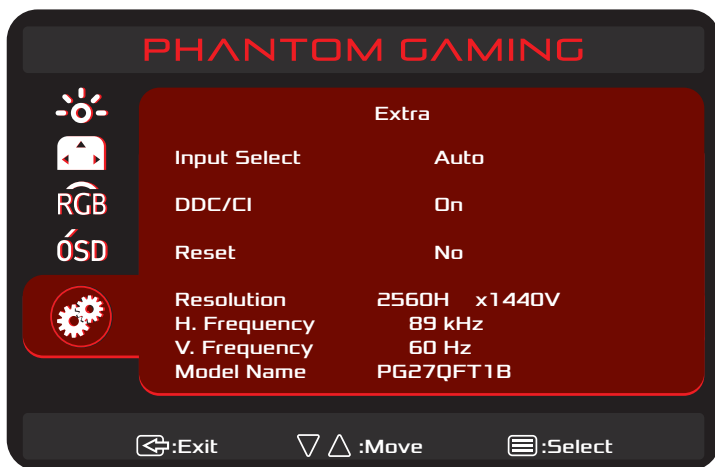 PHANTOM GAMING
Extra
Input Select Auto
RGB
DDC/CI On
OSD
Reset No
Resolution 2560H x1440V
H. Frequency 89 kHz
V. Frequency 60 Hz
Model Name PG27QFT1B
:Exit ▽ △ :Move :Select